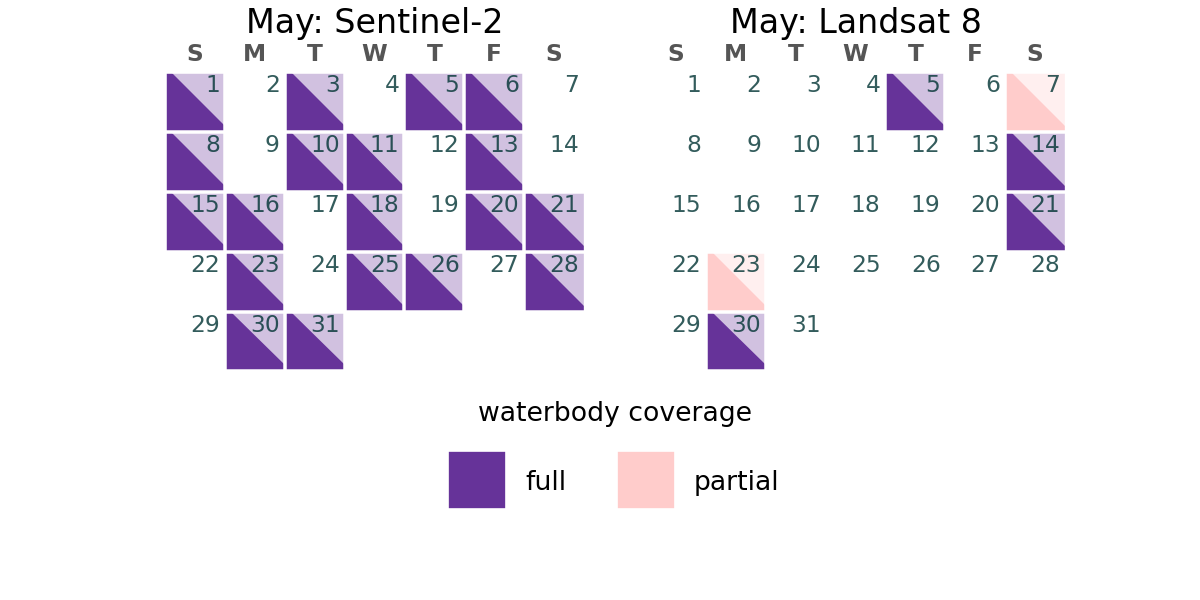 May: Sentinel-2
S M T W T F S
1 2 3 4 5 6 7
8 9 10 11 12 13 14
15 16 17 18 19 20 21
22 23 24 25 26 27 28
29 30 31
May: Landsat 8
S M T W T F S
1 2 3 4 5 6 7
8 9 10 11 12 13 14
15 16 17 18 19 20 21
22 23 24 25 26 27 28
29 30 31
waterbody coverage
full partial